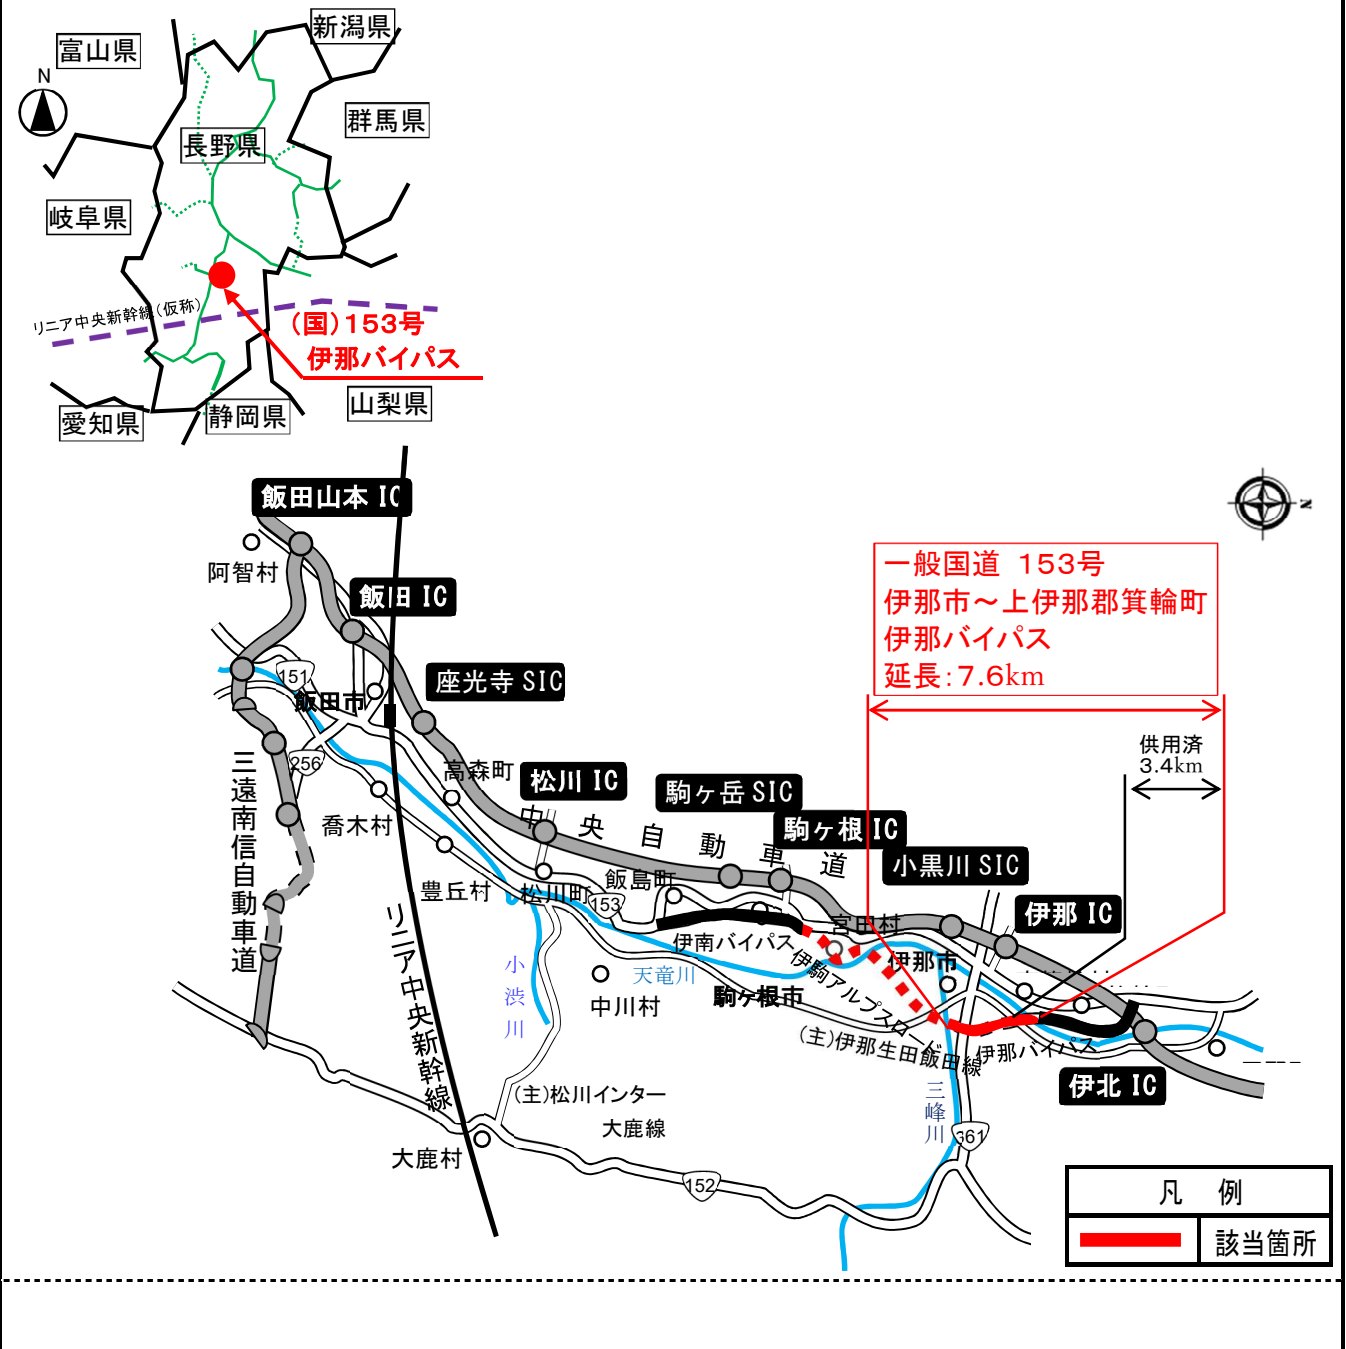 富山県
新潟県
N
群馬県
長野県
岐阜県
リニア中央新幹線(仮称)
(国)153号
伊那バイパス
山梨県
愛知県
静岡県
飯田山本 IC
阿智村
飯田 IC
151
飯田市
座光寺 SIC
256
三遠南信自動車道
高森町
喬木村
豊丘村
松川 IC
中央自動車道
駒ヶ岳 SIC
駒ヶ根 IC
小黒川 SIC
伊那 IC
N
一般国道 153号
伊那市～上伊那郡箕輪町
伊那バイパス
延長:7.6km
供用済
3.4km
松川町
飯島町
153
宮田村
伊南バイパス
伊那市
伊駒アルプスロード
天竜川
駒ヶ根市
小渋川
中川村
リニア中央新幹線
(主)伊那生田飯田線
伊那バイパス
伊北 IC
三峰川
(主)松川インター
大鹿線
361
大鹿村
152
凡 例
該当箇所